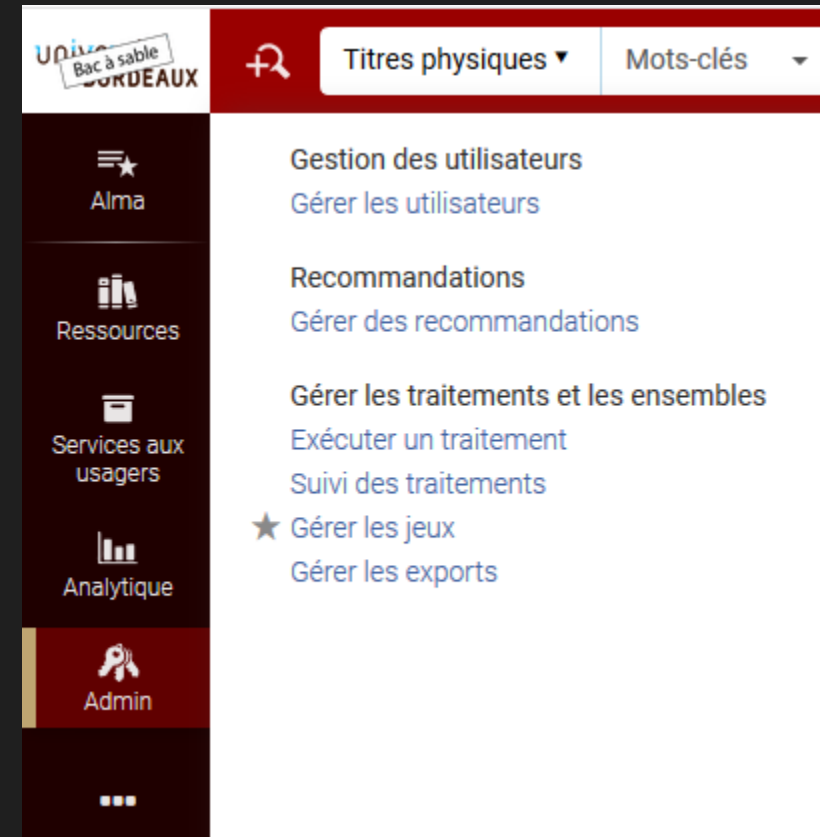 Bac à sable
BORDEAUX
Titres physiques
Mots-clés
Alma
Ressources
Services aux
usagers
Analytique
Admin
Gestion des utilisateurs
Gérer les utilisateurs
Recommandations
Gérer des recommandations
Gérer les traitements et les ensembles
Exécuter un traitement
Suivi des traitements
Gérer les jeux
Gérer les exports